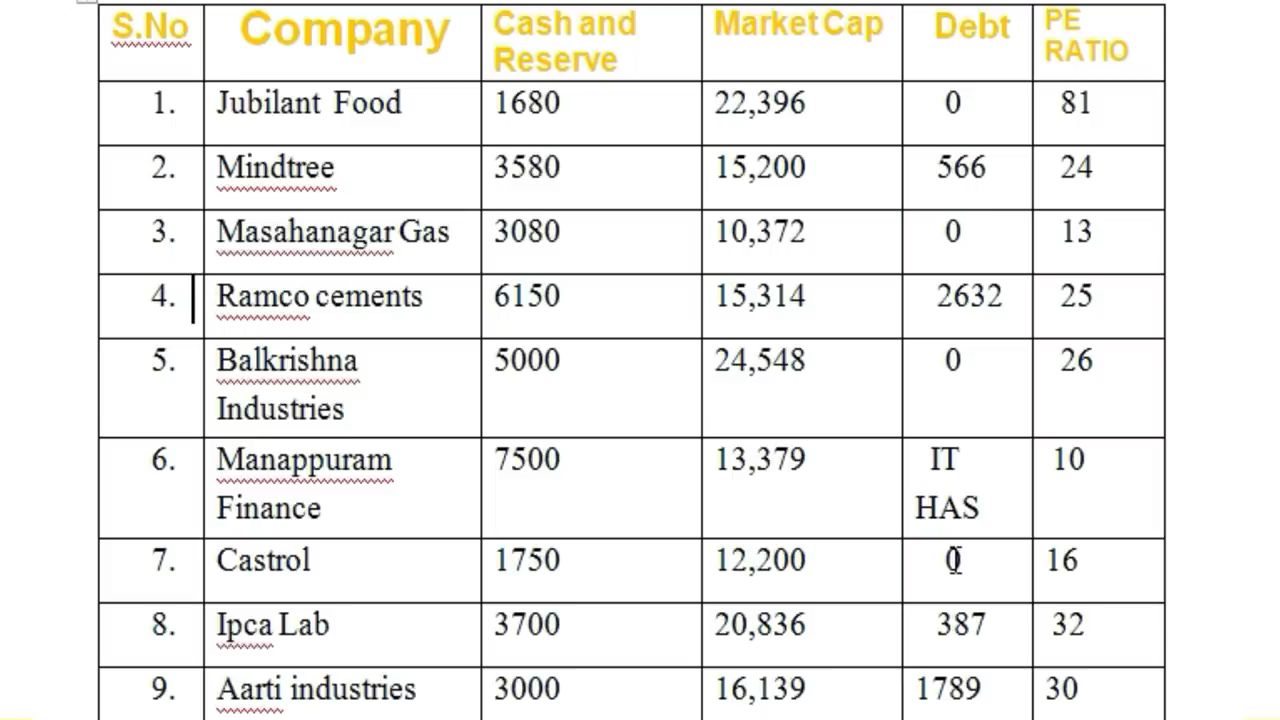 S.No Company Cash and Reserve Market Cap Debt PE RATIO
1. Jubilant Food 1680 22,396 0 81
2. Mindtree 3580 15,200 566 24
3. Masahanagar Gas 3080 10,372 0 13
4. Ramco cements 6150 15,314 2632 25
5. Balkrishna Industries 5000 24,548 0 26
6. Manappuram Finance 7500 13,379 IT HAS 10
7. Castrol 1750 12,200 0 16
8. Ipca Lab 3700 20,836 387 32
9. Aarti industries 3000 16,139 1789 30